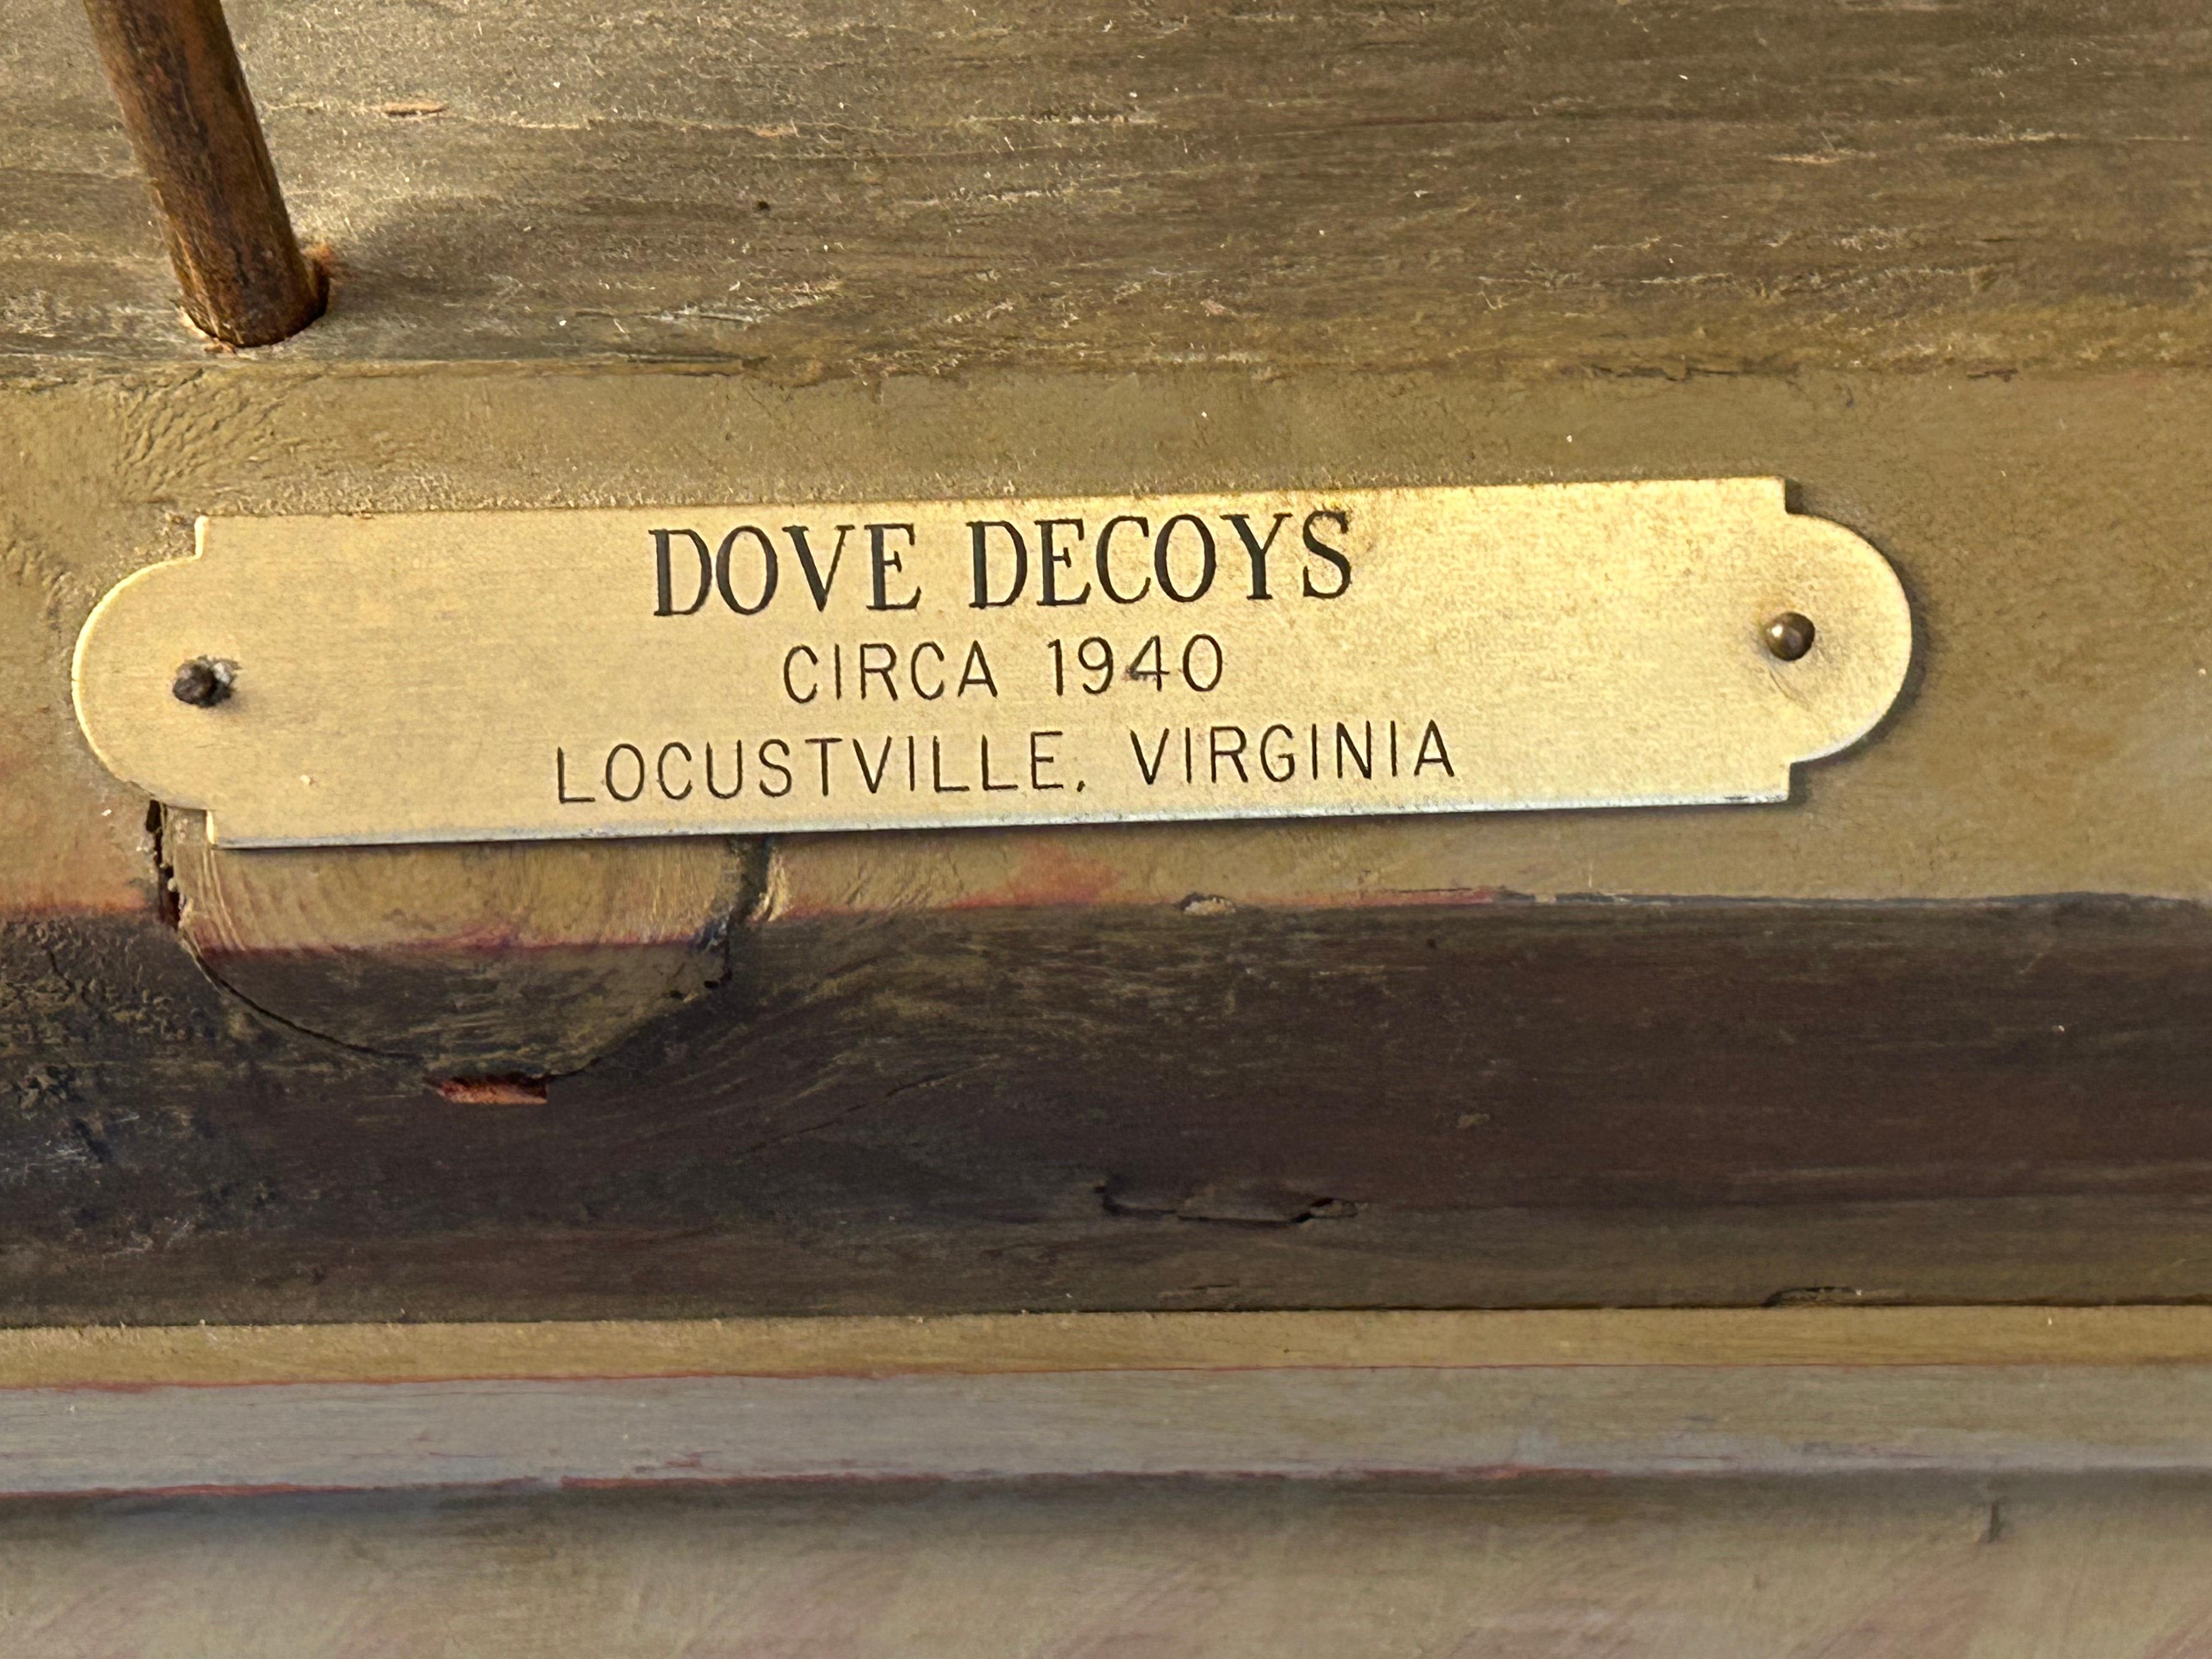 DOVE DECOYS
CIRCA 1940
LOCUSTVILLE, VIRGINIA